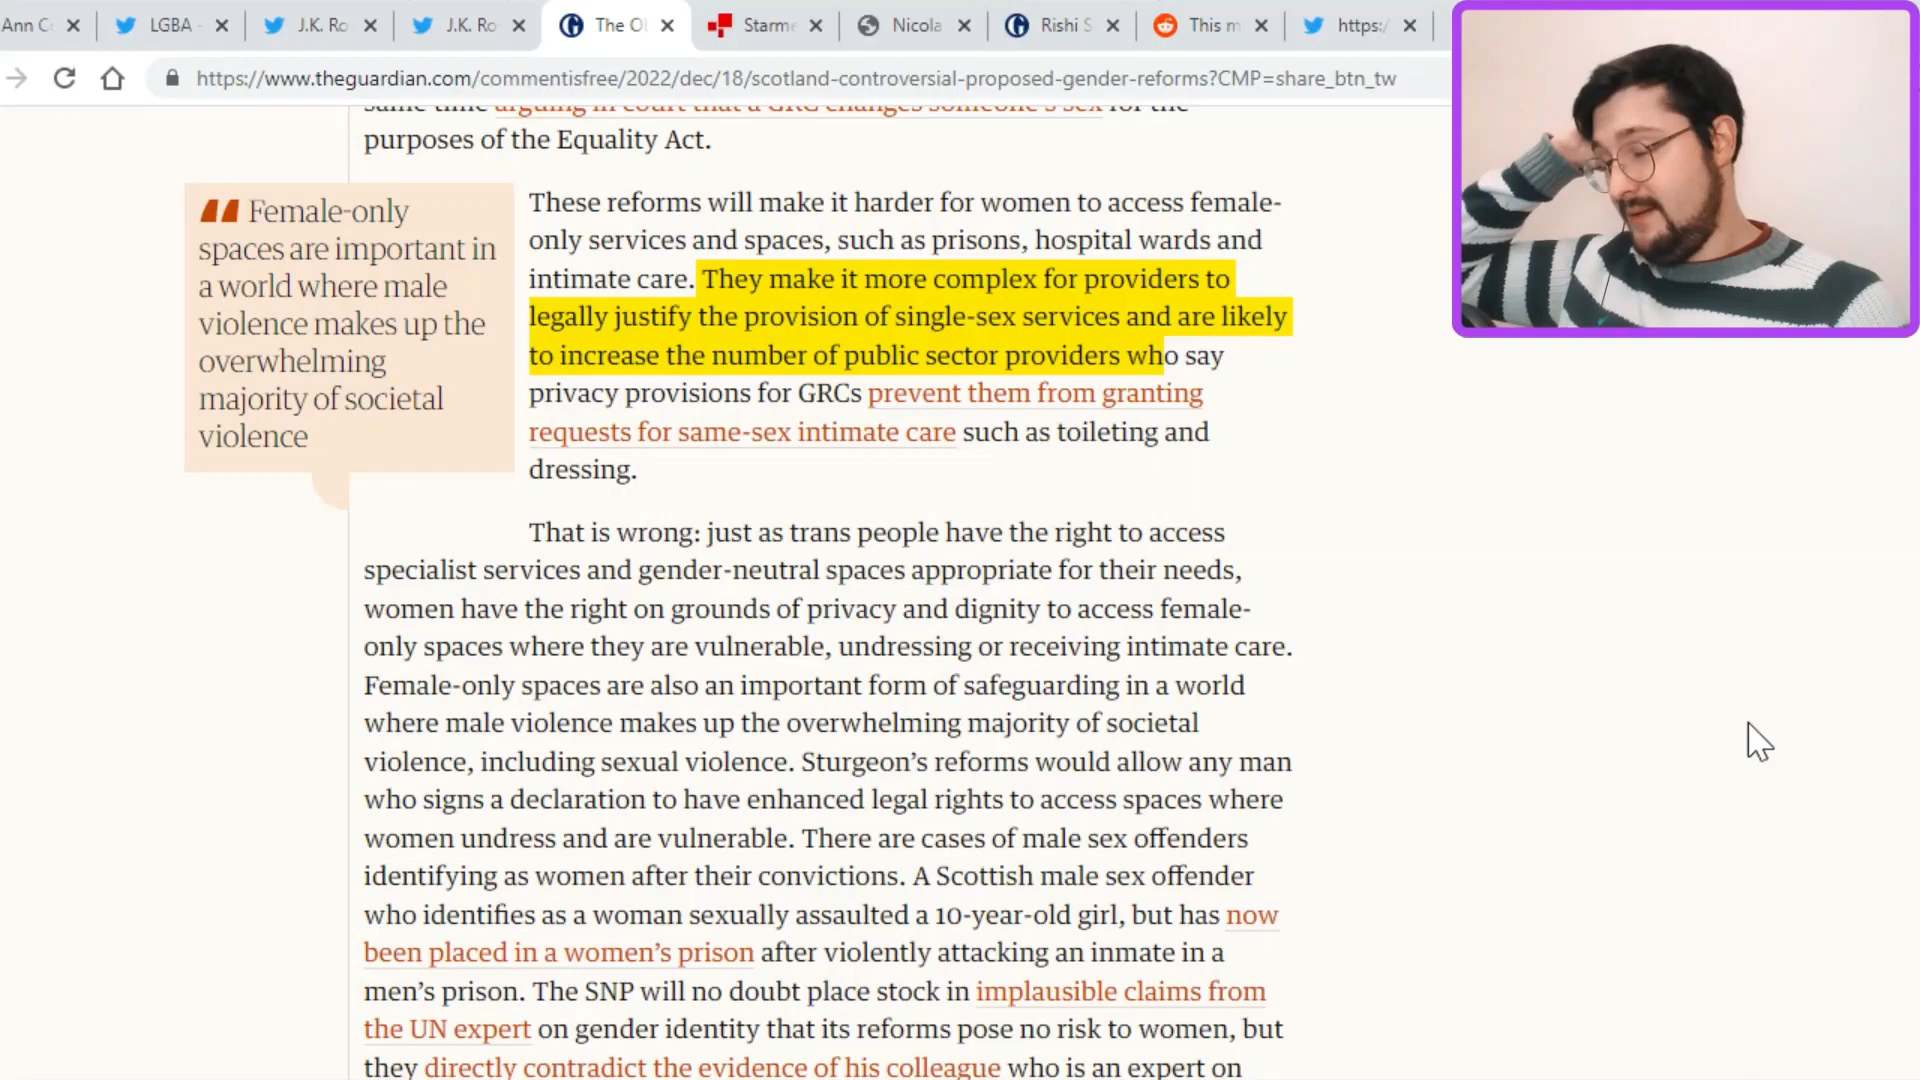 Ann C
LGBA -
J.K. Ro
J.K. Ro
The O
Starme
Nicola
Rishi S
This m
https:/
https://www.theguardian.com/commentisfree/2022/dec/18/scotland-controversial-proposed-gender-reforms?CMP=share_btn_tw
same time arguing in court that a GRC changes someone's sex for the
purposes of the Equality Act.
Female-only
spaces are important in
a world where male
violence makes up the
overwhelming
majority of societal
violence
These reforms will make it harder for women to access female-
only services and spaces, such as prisons, hospital wards and
intimate care. They make it more complex for providers to
legally justify the provision of single-sex services and are likely
to increase the number of public sector providers who say
privacy provisions for GRCs prevent them from granting
requests for same-sex intimate care such as toileting and
dressing.
That is wrong: just as trans people have the right to access
specialist services and gender-neutral spaces appropriate for their needs,
women have the right on grounds of privacy and dignity to access female-
only spaces where they are vulnerable, undressing or receiving intimate care.
Female-only spaces are also an important form of safeguarding in a world
where male violence makes up the overwhelming majority of societal
violence, including sexual violence. Sturgeon's reforms would allow any man
who signs a declaration to have enhanced legal rights to access spaces where
women undress and are vulnerable. There are cases of male sex offenders
identifying as women after their convictions. A Scottish male sex offender
who identifies as a woman sexually assaulted a 10-year-old girl, but has now
been placed in a women's prison after violently attacking an inmate in a
men's prison. The SNP will no doubt place stock in implausible claims from
the UN expert on gender identity that its reforms pose no risk to women, but
they directly contradict the evidence of his colleague who is an expert on